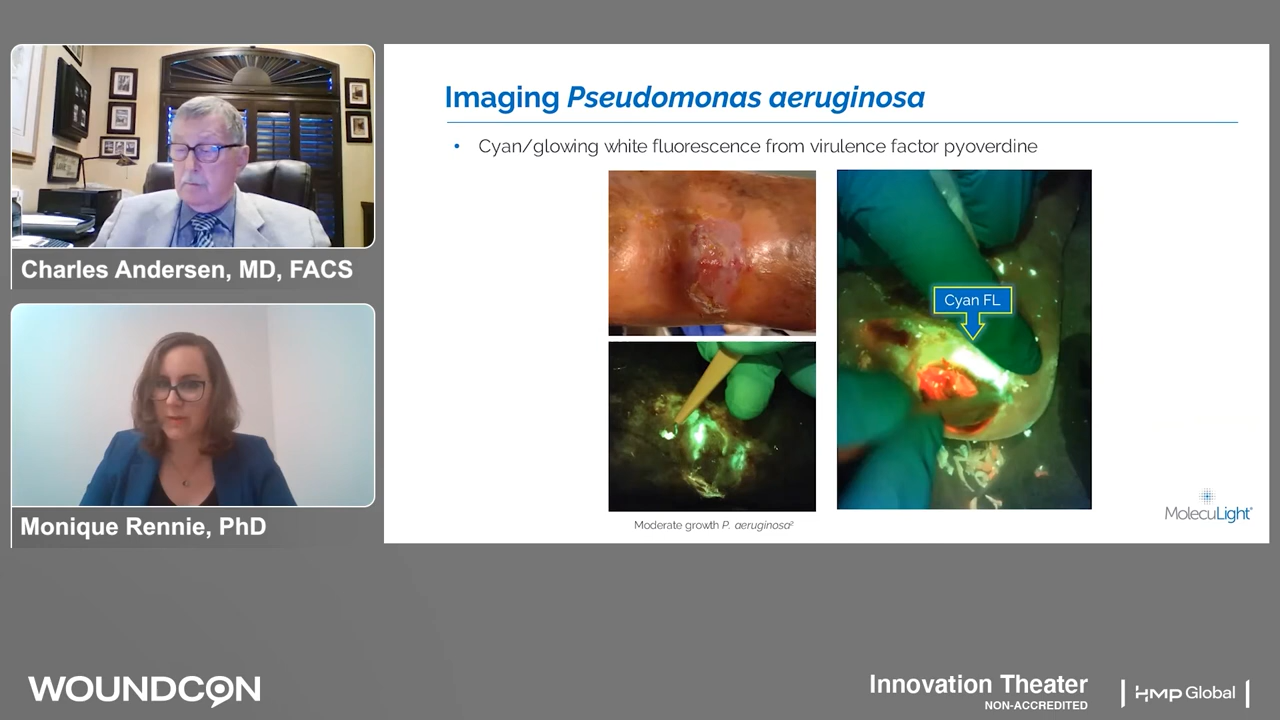 Charles Andersen, MD, FACS
Monique Rennie, PhD
Imaging Pseudomonas aeruginosa
• Cyan/glowing white fluorescence from virulence factor pyoverdine
Cyan FL
Moderate growth P. aeruginosa²
MolecuLight®
WOUNDCON
Innovation Theater
NON-ACCREDITED
HMP Global